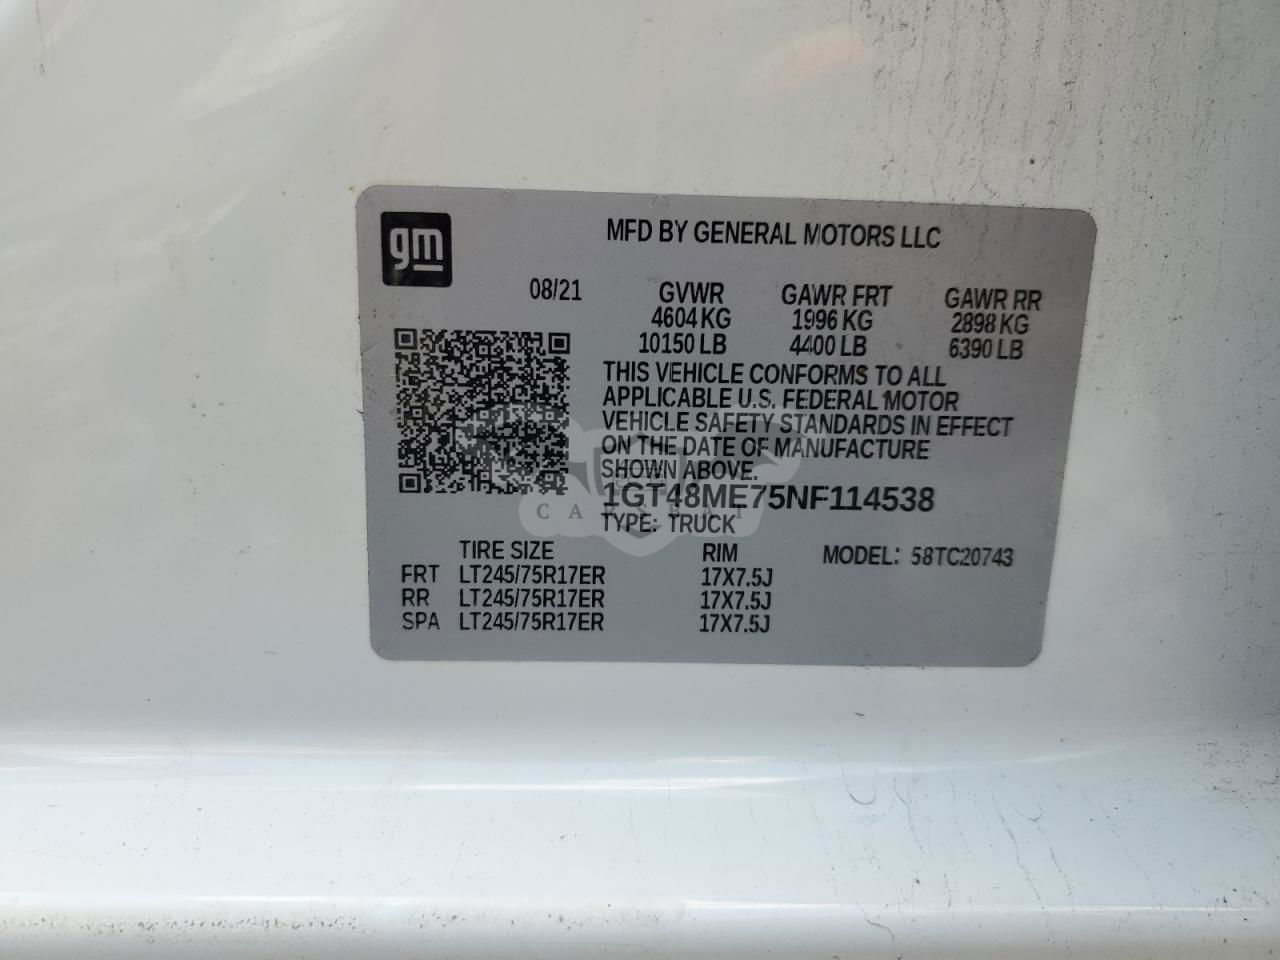 gm
MFD BY GENERAL MOTORS LLC
08/21 GVWR GAWR FRT GAWR RR
4604 KG 1996 KG 2898 KG
10150 LB 4400 LB 6390 LB
THIS VEHICLE CONFORMS TO ALL
APPLICABLE U.S. FEDERAL MOTOR
VEHICLE SAFETY STANDARDS IN EFFECT
ON THE DATE OF MANUFACTURE
SHOWN ABOVE.
1GT48ME75NF114538
TYPE: TRUCK
TIRE SIZE RIM MODEL: 58TC20743
FRT LT245/75R17ER 17X7.5J
RR LT245/75R17ER 17X7.5J
SPA LT245/75R17ER 17X7.5J